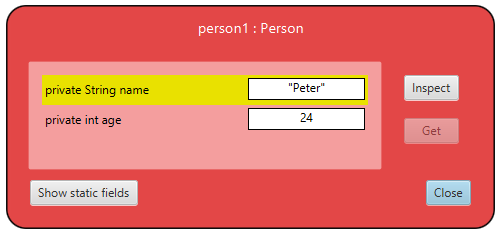 person1 : Person
private String name "Peter"
Inspect
private int age 24
Get
Show static fields
Close